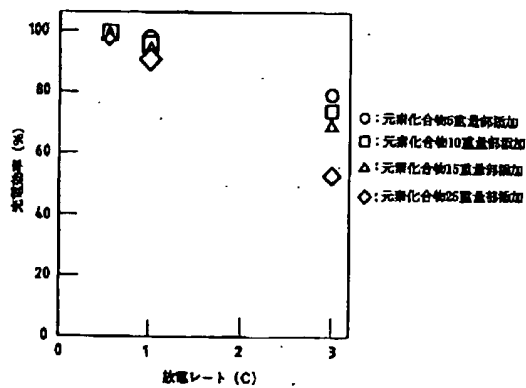 100
80
60
40
20
0
充電効率(%)
0
1
2
3
放電レート(C)
○:元素化合物5重量部添加
□:元素化合物10重量部添加
△:元素化合物15重量部添加
◇:元素化合物25重量部添加